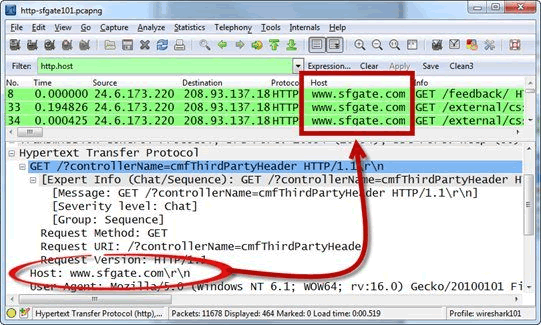 http-sfgate101.pcapng
File Edit View Go Capture Analyze Statistics Telephony Tools Internals Help
Filter: http.host Expression... Clear Apply Save Clean3
No. Time Source Destination Protoco Host Info
8 0.000000 24.6.173.220 208.93.137.18 HTTP www.sfgate.com GET /feedback/ H
33 0.194826 24.6.173.220 208.93.137.18 HTTP www.sfgate.com GET /external/css
34 0.000425 24.6.173.220 208.93.137.18 HTTP www.sfgate.com GET /external/css
Hypertext Transfer Protocol
GET /?controllerName=cmfThirdPartyHeader HTTP/1.1\r\n
[Expert Info (Chat/Sequence): GET /?controllerName=cmfThirdPartyHeader H
[Message: GET /?controllerName=cmfThirdPartyHeader HTTP/1.1\r\n]
[Severity level: Chat]
[Group: Sequence]
Request Method: GET
Request URI: /?controllerName=cmfThirdPartyHeader
Request Version: HTTP/1.1
Host: www.sfgate.com\r\n
User-Agent: Mozilla/5.0 (Windows NT 6.1; WOW64; rv:16.0) Gecko/20100101 Fi
Hypertext Transfer Protocol (http),... Packets: 11678 Displayed: 464 Marked: 0 Load time: 0:00.519 Profile: wireshark101